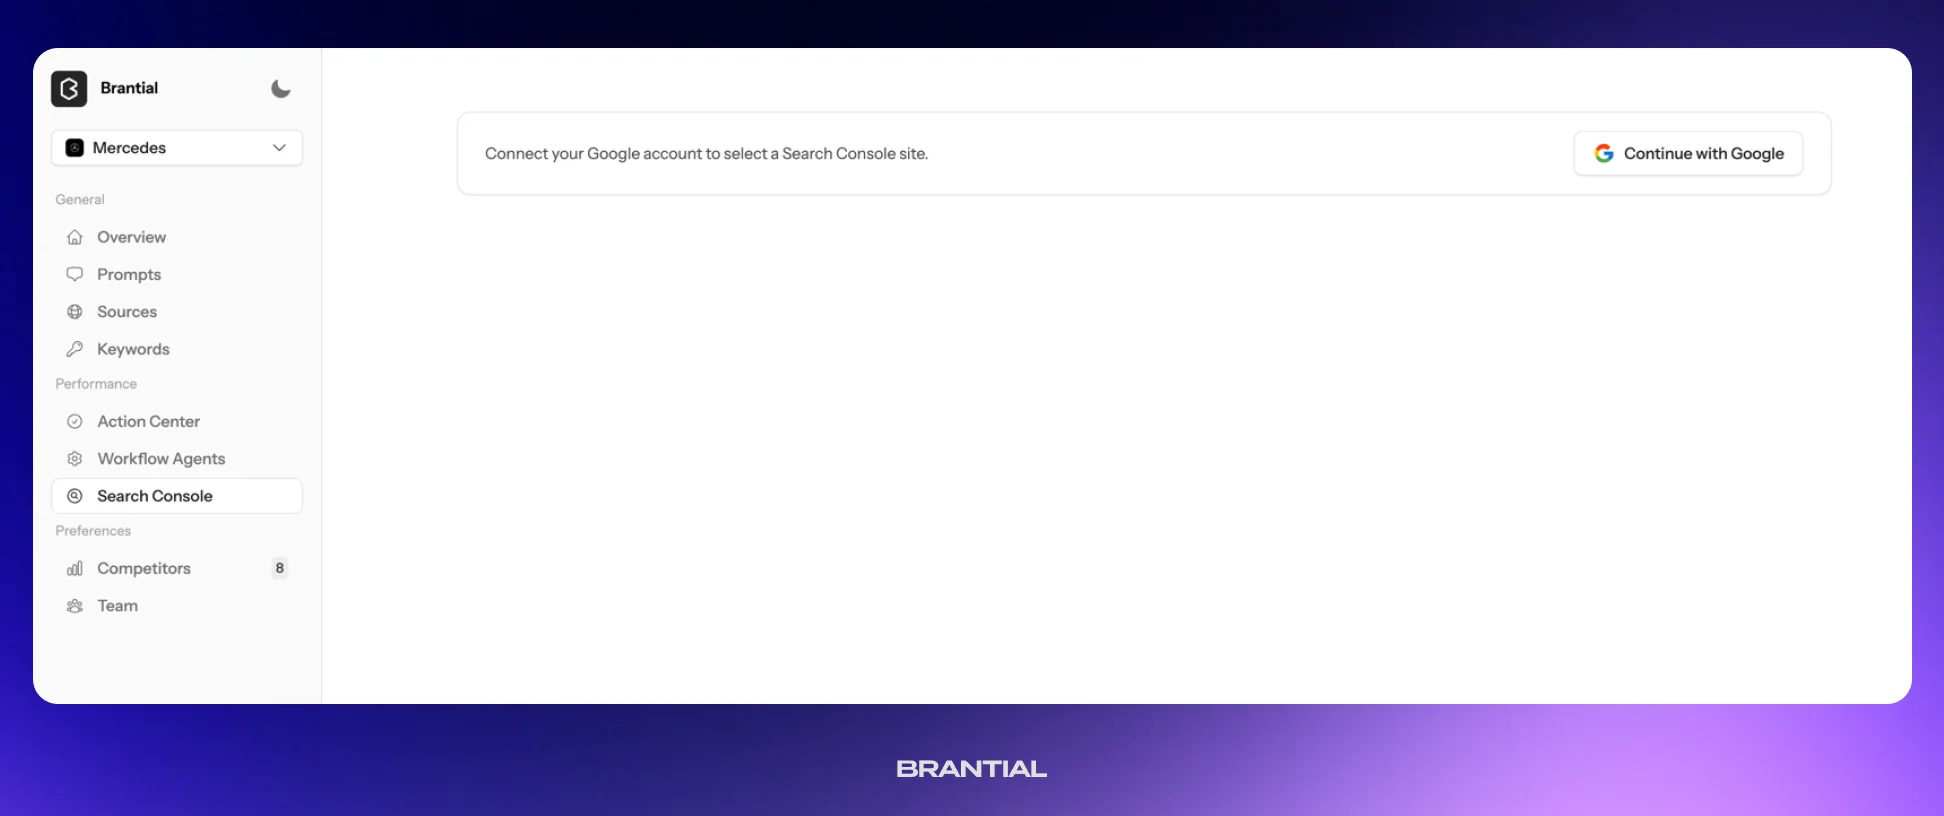 Brantial
Mercedes
General
Overview
Prompts
Sources
Keywords
Performance
Action Center
Workflow Agents
Search Console
Preferences
Competitors 8
Team
Connect your Google account to select a Search Console site.
Continue with Google
BRANTIAL